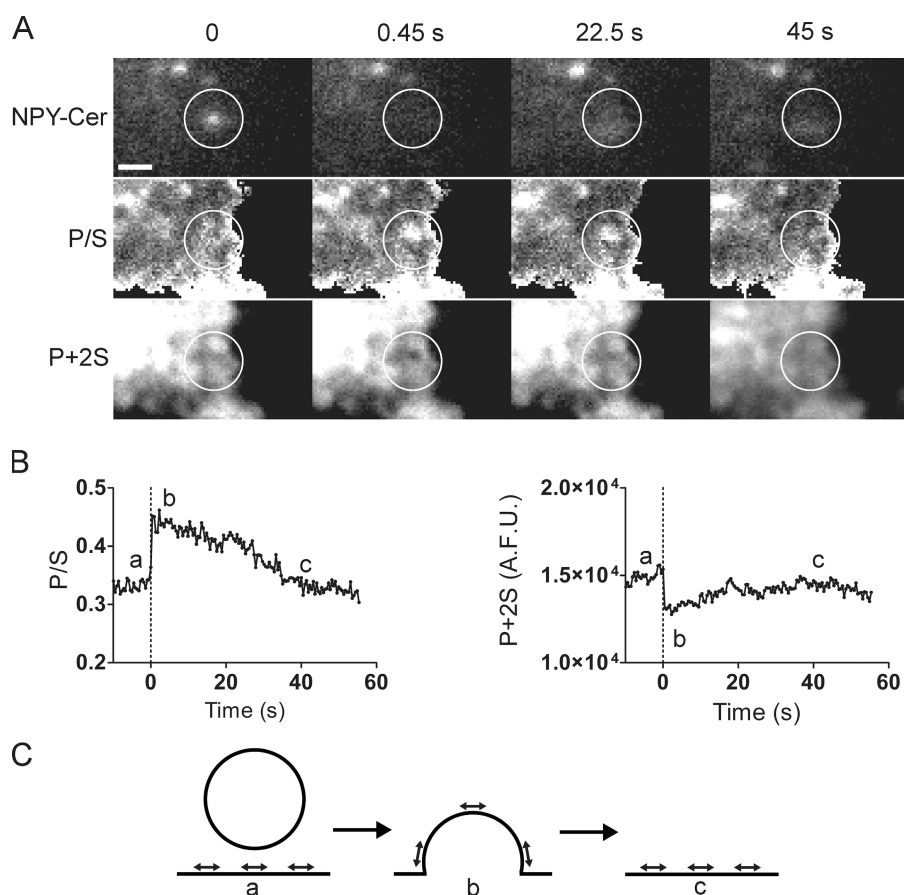 A
0 0.45 s 22.5 s 45 s
NPY-Cer
P/S
P+2S
B
0.5
0.4
0.3
0.2
P/S
a
b
c
0 20 40 60
Time (s)
2.0×10⁴
1.5×10⁴
1.0×10⁴
P+2S (A.F.U.)
a
b
c
0 20 40 60
Time (s)
C
a b c